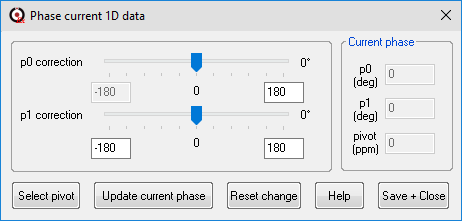 Phase current 1D data
p0 correction 0°
-180 0 180
p1 correction 0°
-180 0 180
Current phase
p0 (deg) 0
p1 (deg) 0
pivot (ppm) 0
Select pivot Update current phase Reset change Help Save + Close